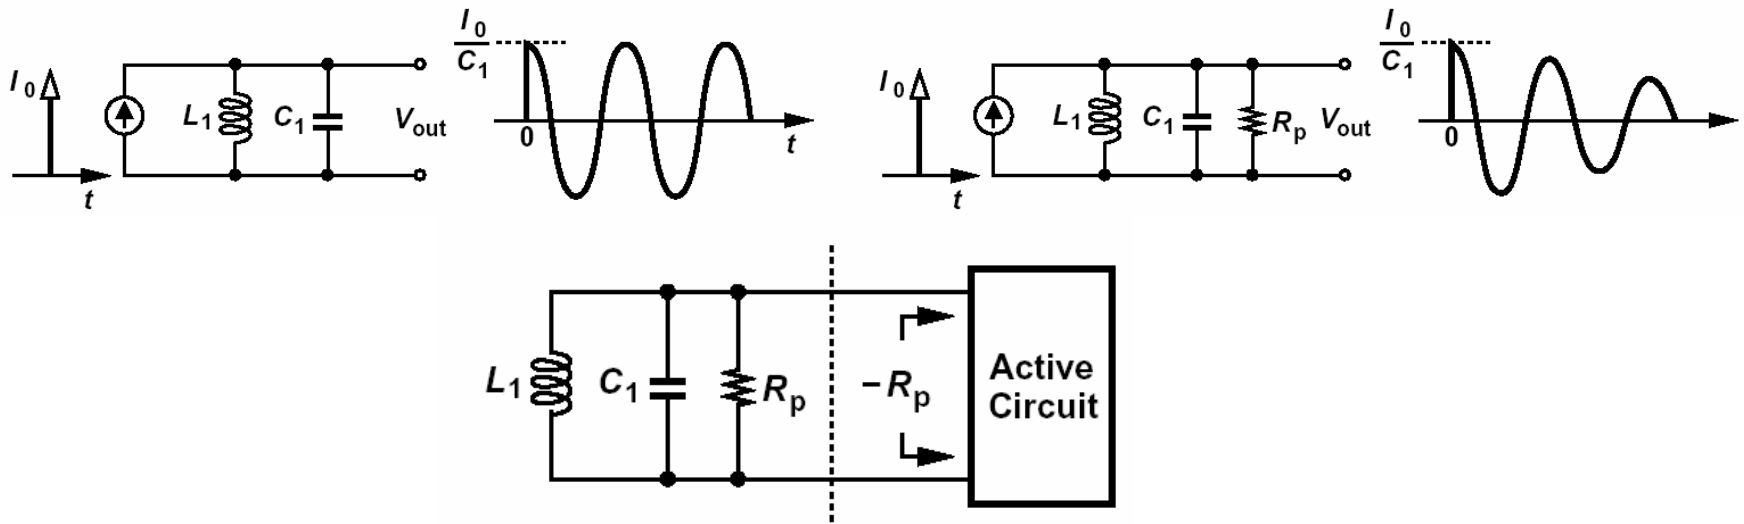 I0
t
L1
C1
Vout
I0
C1
0
t
I0
t
L1
C1
Rp
Vout
I0
C1
0
L1
C1
Rp
−Rp
Active
Circuit